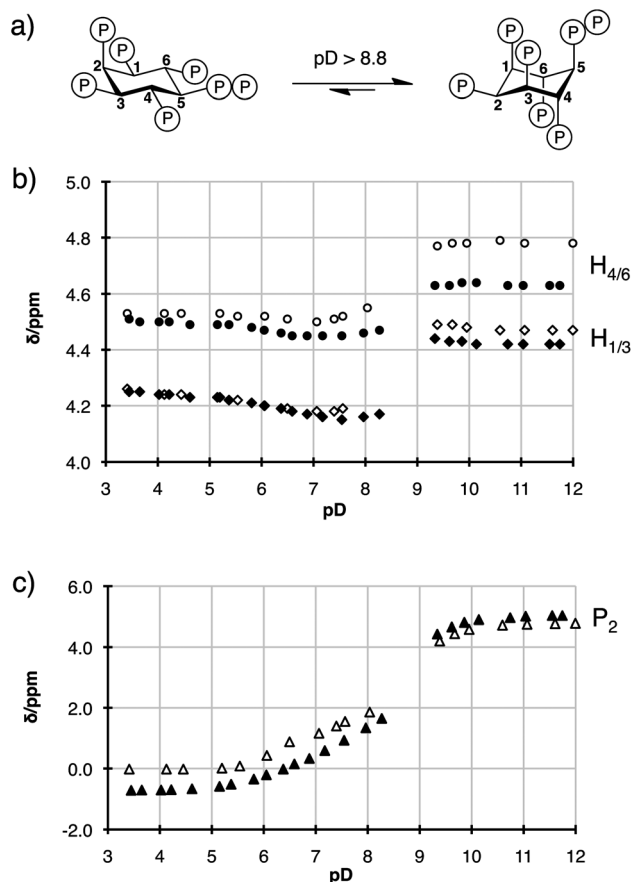 a)
P P P P P P P
2 1 6 3 4 5
pD > 8.8
P P P P P P P
1 6 5 2 3 4
b)
5.0
4.8
4.6
4.4
4.2
4.0
δ/ppm
H4/6
H1/3
3 4 5 6 7 8 9 10 11 12
pD
c)
6.0
4.0
2.0
0.0
-2.0
δ/ppm
P2
3 4 5 6 7 8 9 10 11 12
pD